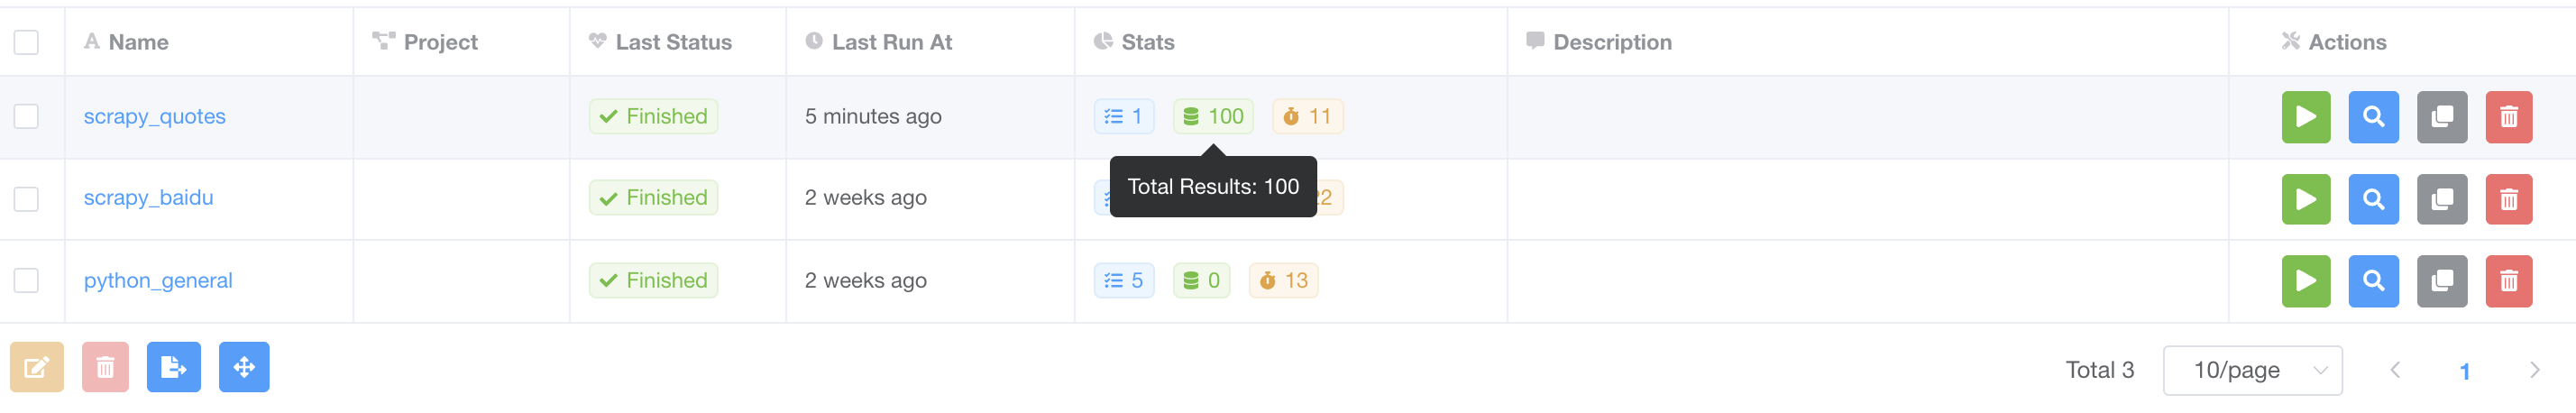 Name Project Last Status Last Run At Stats Description Actions
scrapy_quotes Finished 5 minutes ago 1 100 11
Total Results: 100
scrapy_baidu Finished 2 weeks ago
python_general Finished 2 weeks ago 5 0 13
Total 3 10/page 1